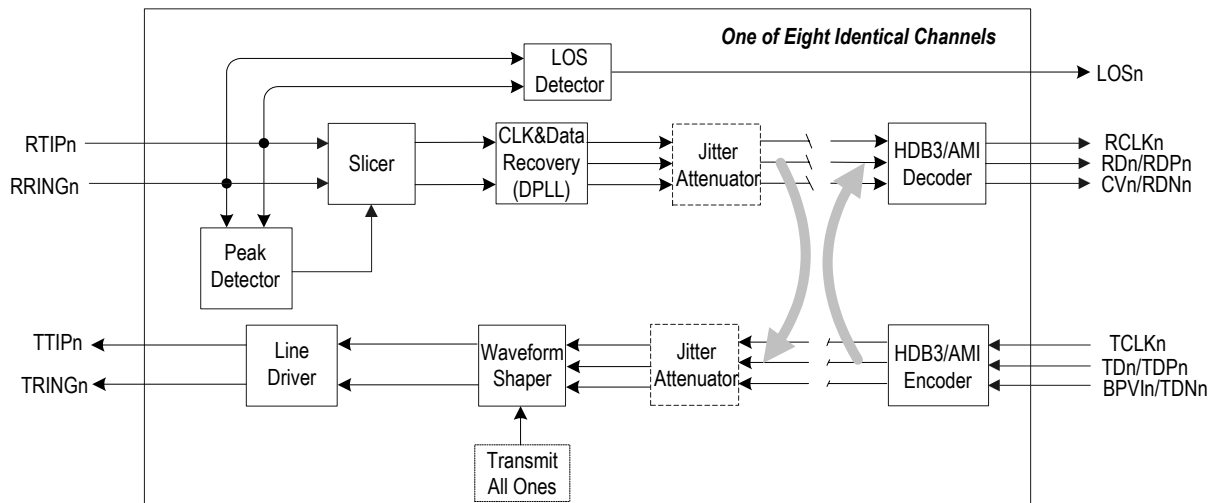 One of Eight Identical Channels
LOS
Detector
LOSn
RTIPn
RRINGn
Slicer
CLK&Data
Recovery
(DPLL)
Jitter
Attenuator
HDB3/AMI
Decoder
RCLKn
RDn/RDPn
CVn/RDNn
Peak
Detector
TTIPn
TRINGn
Line
Driver
Waveform
Shaper
Jitter
Attenuator
HDB3/AMI
Encoder
TCLKn
TDn/TDPn
BPVIn/TDNn
Transmit
All Ones